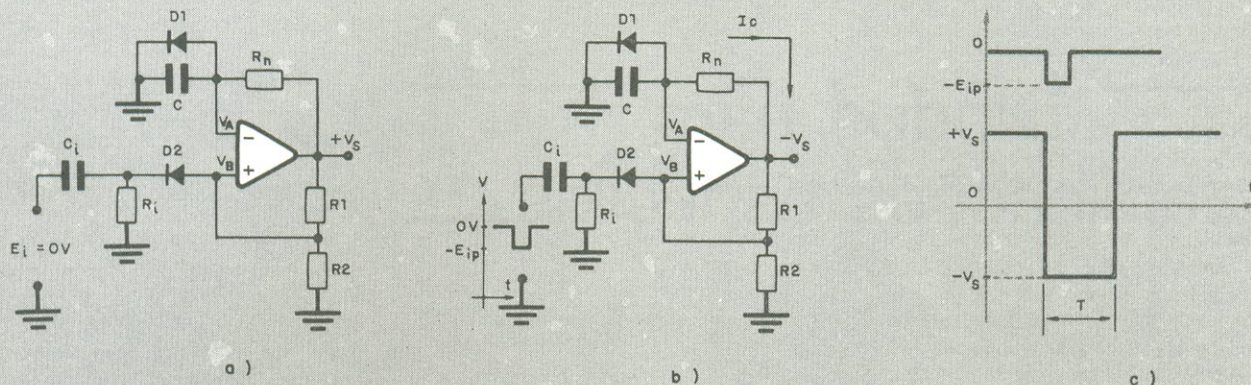 D1
Rn
C
VA
+VS
Ci
D2
VB
−
+
Ri
R1
Ei = 0V
R2
a )
D1
Ic
Rn
C
VA
−VS
Ci
D2
VB
−
+
V
Ri
R1
0V
−Eip
R2
t
b )
0
−Eip
+VS
0
t
−VS
T
c )